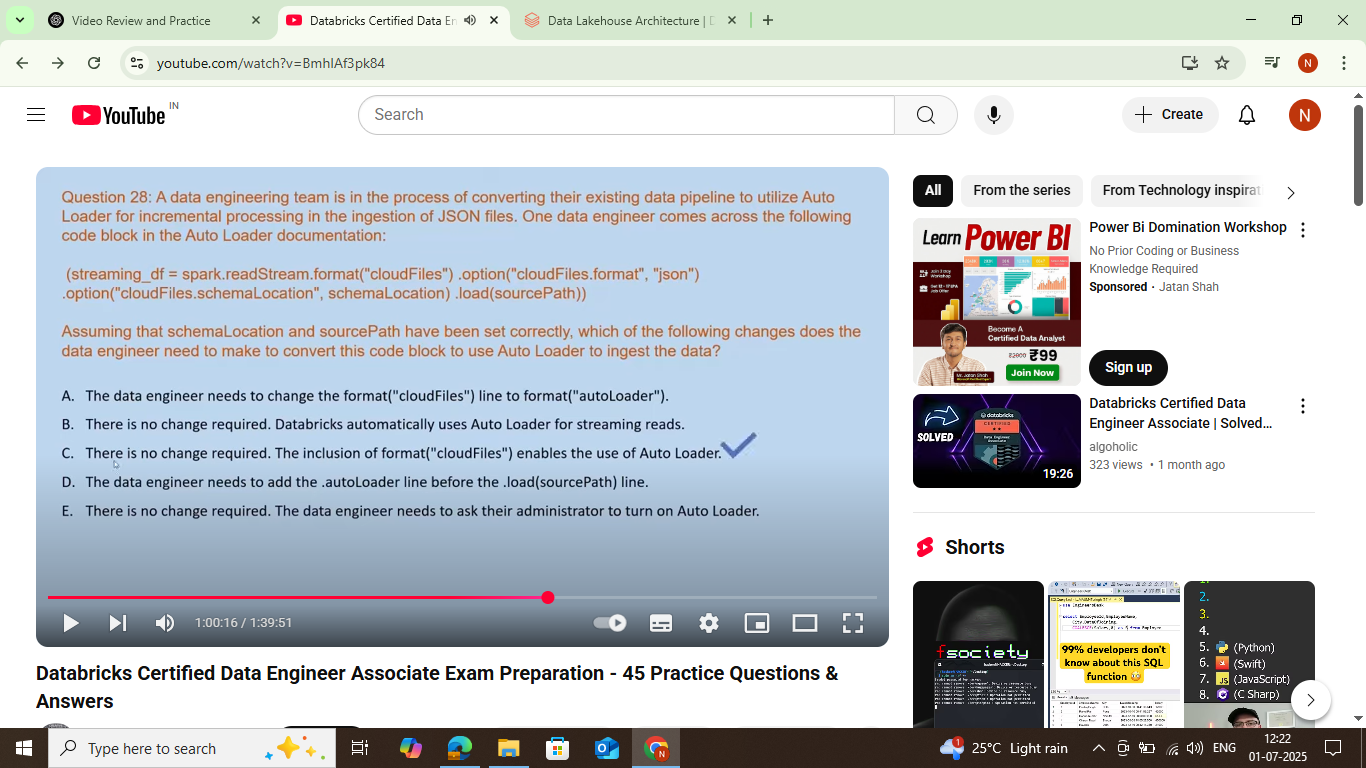 Video Review and Practice
Databricks Certified Data En
Data Lakehouse Architecture | D
youtube.com/watch?v=BmhlAf3pk84
N
YouTube IN
Search
Create
N
Question 28: A data engineering team is in the process of converting their existing data pipeline to utilize Auto
Loader for incremental processing in the ingestion of JSON files. One data engineer comes across the following
code block in the Auto Loader documentation:
(streaming_df = spark.readStream.format("cloudFiles") .option("cloudFiles.format", "json")
.option("cloudFiles.schemaLocation", schemaLocation) .load(sourcePath))
Assuming that schemaLocation and sourcePath have been set correctly, which of the following changes does the
data engineer need to make to convert this code block to use Auto Loader to ingest the data?
A. The data engineer needs to change the format("cloudFiles") line to format("autoLoader").
B. There is no change required. Databricks automatically uses Auto Loader for streaming reads.
C. There is no change required. The inclusion of format("cloudFiles") enables the use of Auto Loader.
D. The data engineer needs to add the .autoLoader line before the .load(sourcePath) line.
E. There is no change required. The data engineer needs to ask their administrator to turn on Auto Loader.
1:00:16 / 1:39:51
Databricks Certified Data Engineer Associate Exam Preparation - 45 Practice Questions &
Answers
All
From the series
From Technology inspirat
Learn Power BI
Become A
Certified Data Analyst
₹99
Join Now
Power Bi Domination Workshop
No Prior Coding or Business
Knowledge Required
Sponsored · Jatan Shah
Sign up
SOLVED
databricks
CERTIFIED
19:26
Databricks Certified Data
Engineer Associate | Solved...
algoholic
323 views • 1 month ago
Shorts
fsociety
99% developers don't
know about this SQL
function
2.
3.
4.
5. (Python)
6. (Swift)
7. JS (JavaScript)
8. (C Sharp)
Type here to search
25°C Light rain
ENG
12:22
01-07-2025